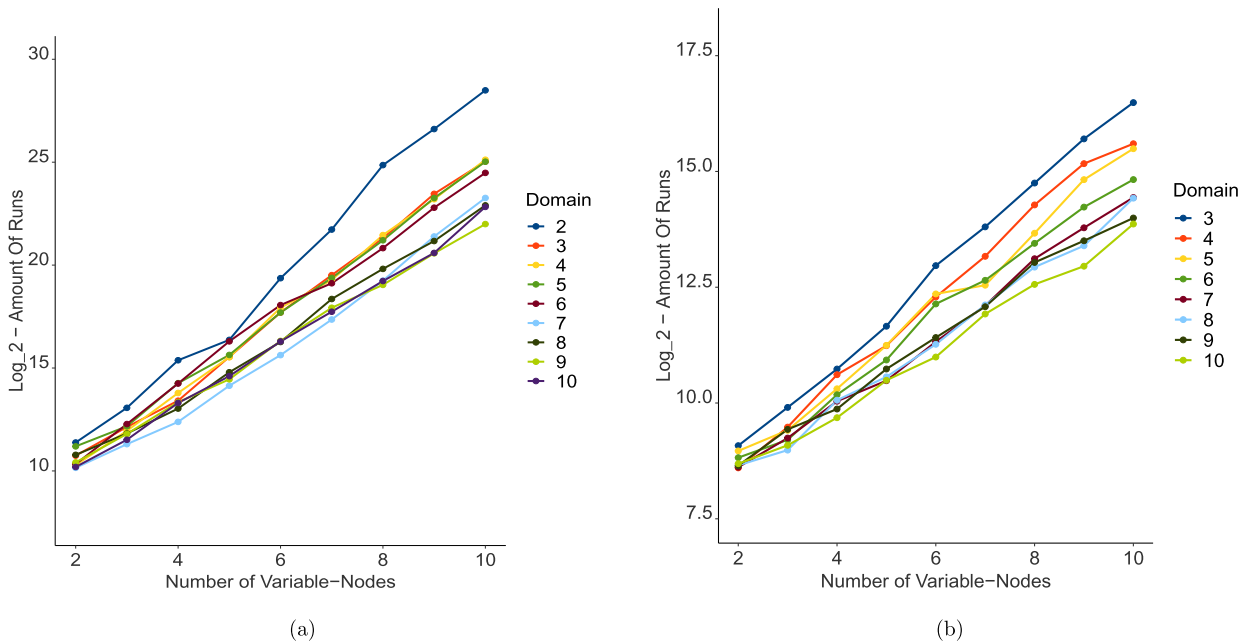 30
25
20
15
10
Log_2 − Amount Of Runs
2 4 6 8 10
Number of Variable−Nodes
Domain
2
3
4
5
6
7
8
9
10
(a)
17.5
15.0
12.5
10.0
7.5
Log_2 − Amount Of Runs
2 4 6 8 10
Number of Variable−Nodes
Domain
3
4
5
6
7
8
9
10
(b)